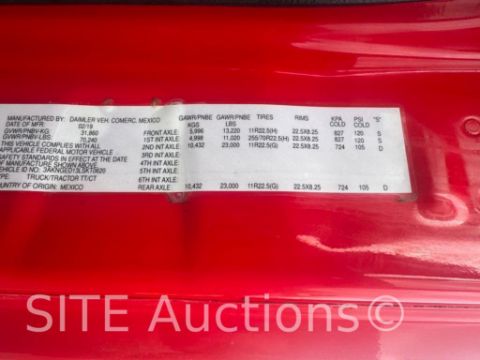 MANUFACTURED BY: DAIMLER VEH. COMERC. MEXICO GAWR/PNBE GAWR/PNBE TIRES RIMS KPA PSI "S"
DATE OF MFR: 02/19 KGS LBS COLD COLD
GVWR/PNBV-KG: 31,860 FRONT AXLE: 5,996 13,220 11R22.5(H) 22.5X8.25 827 120 S
GVWR/PNBV-LBS: 70,240 1ST INT AXLE: 4,998 11,020 255/70R22.5(H) 22.5X8.25 827 120 S
THIS VEHICLE COMPLIES WITH ALL 2ND INT AXLE: 10,432 23,000 11R22.5(G) 22.5X8.25 724 105 D
APPLICABLE FEDERAL MOTOR VEHICLE 3RD INT AXLE:
SAFETY STANDARDS IN EFFECT AT THE 4TH INT AXLE:
DATE OF MFR SHOWN ABOVE.
VEHICLE ID NO: 5TH INT AXLE:
TYPE: TRUCK/TRACTOR TT/CT 6TH INT AXLE:
COUNTRY OF ORIGIN: MEXICO REAR AXLE: 10,432 23,000 11R22.5(G) 22.5X8.25 724 105 D
SITE Auctions©